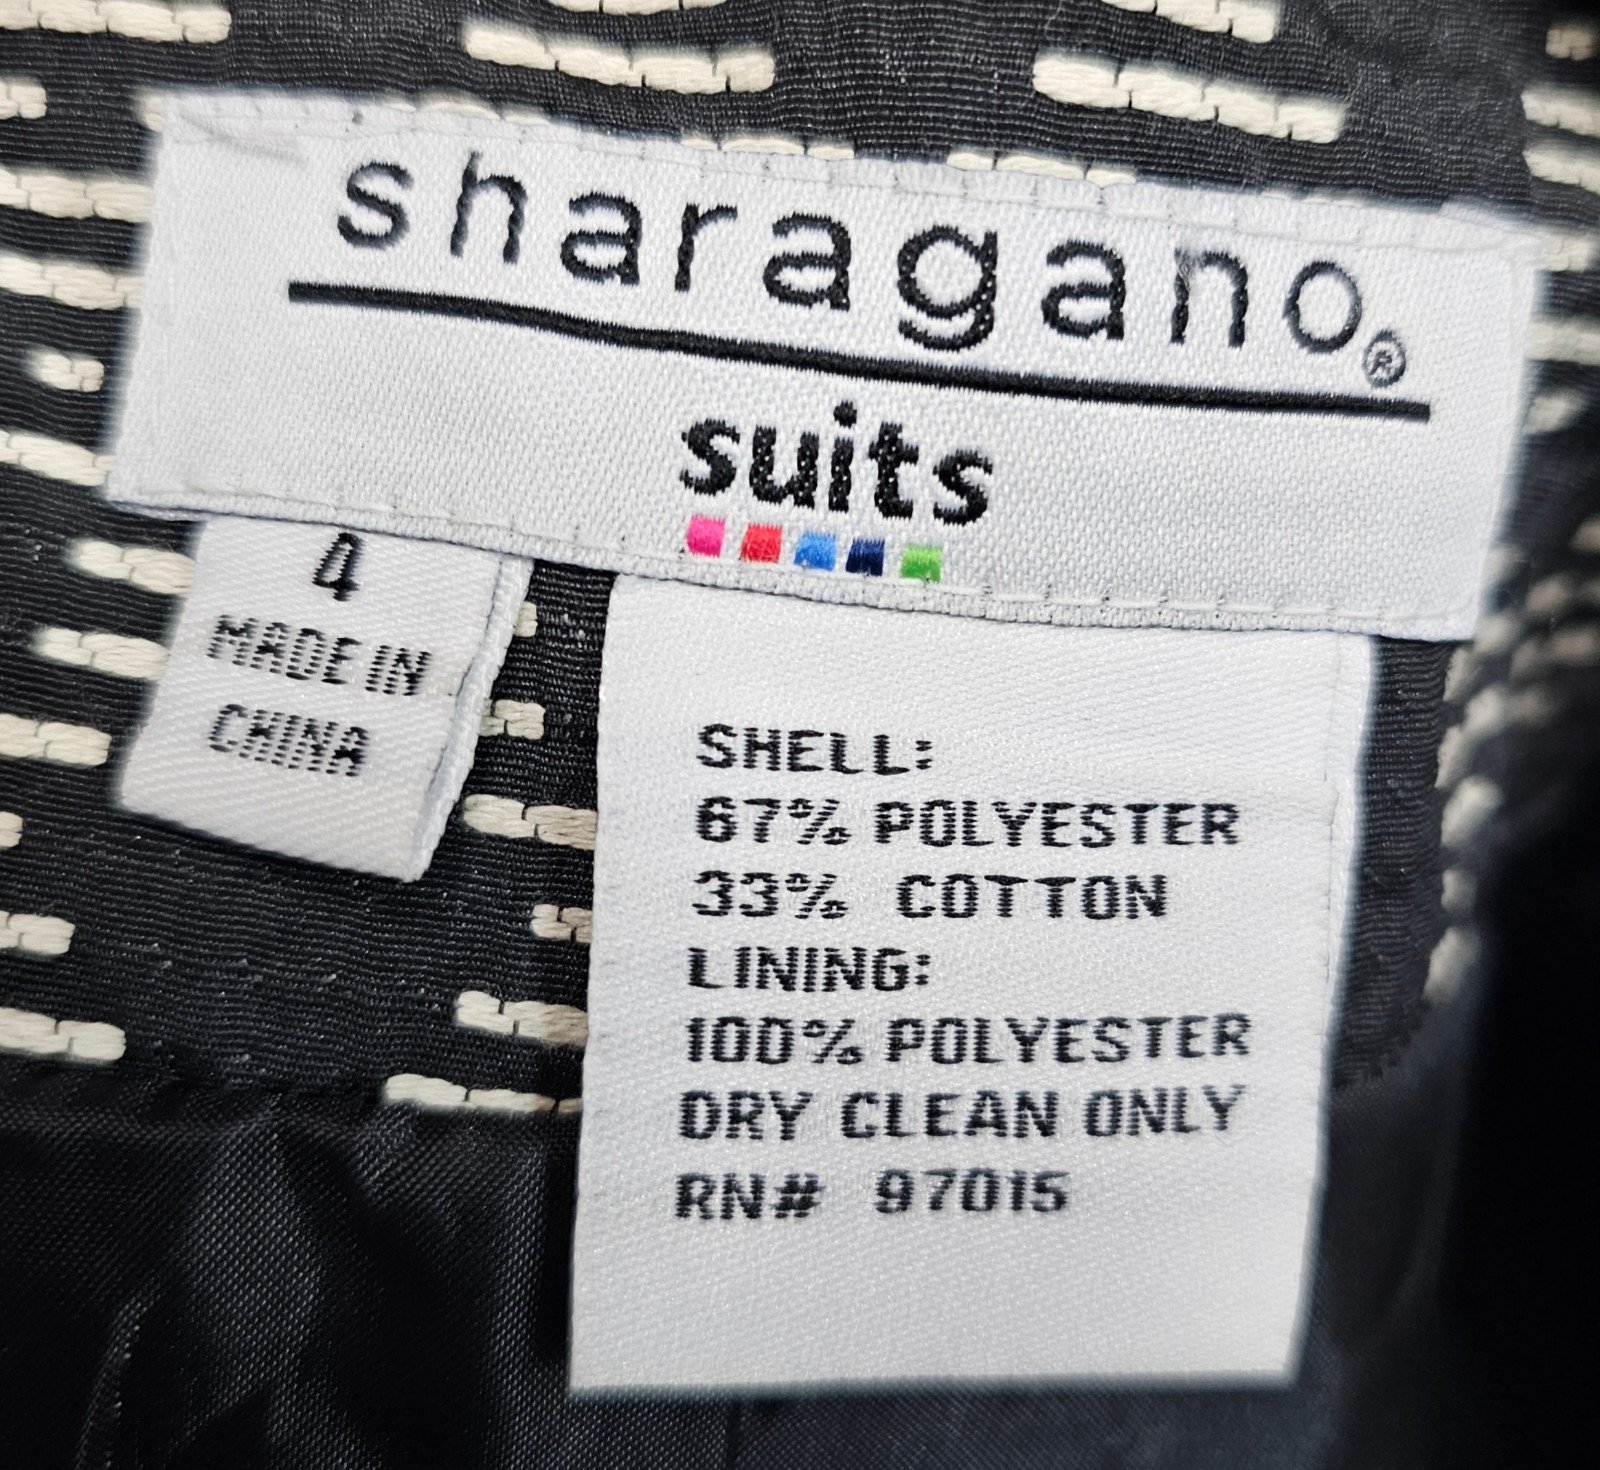 sharagano®
suits
4
MADE IN
CHINA
SHELL:
67% POLYESTER
33% COTTON
LINING:
100% POLYESTER
DRY CLEAN ONLY
RN# 97015